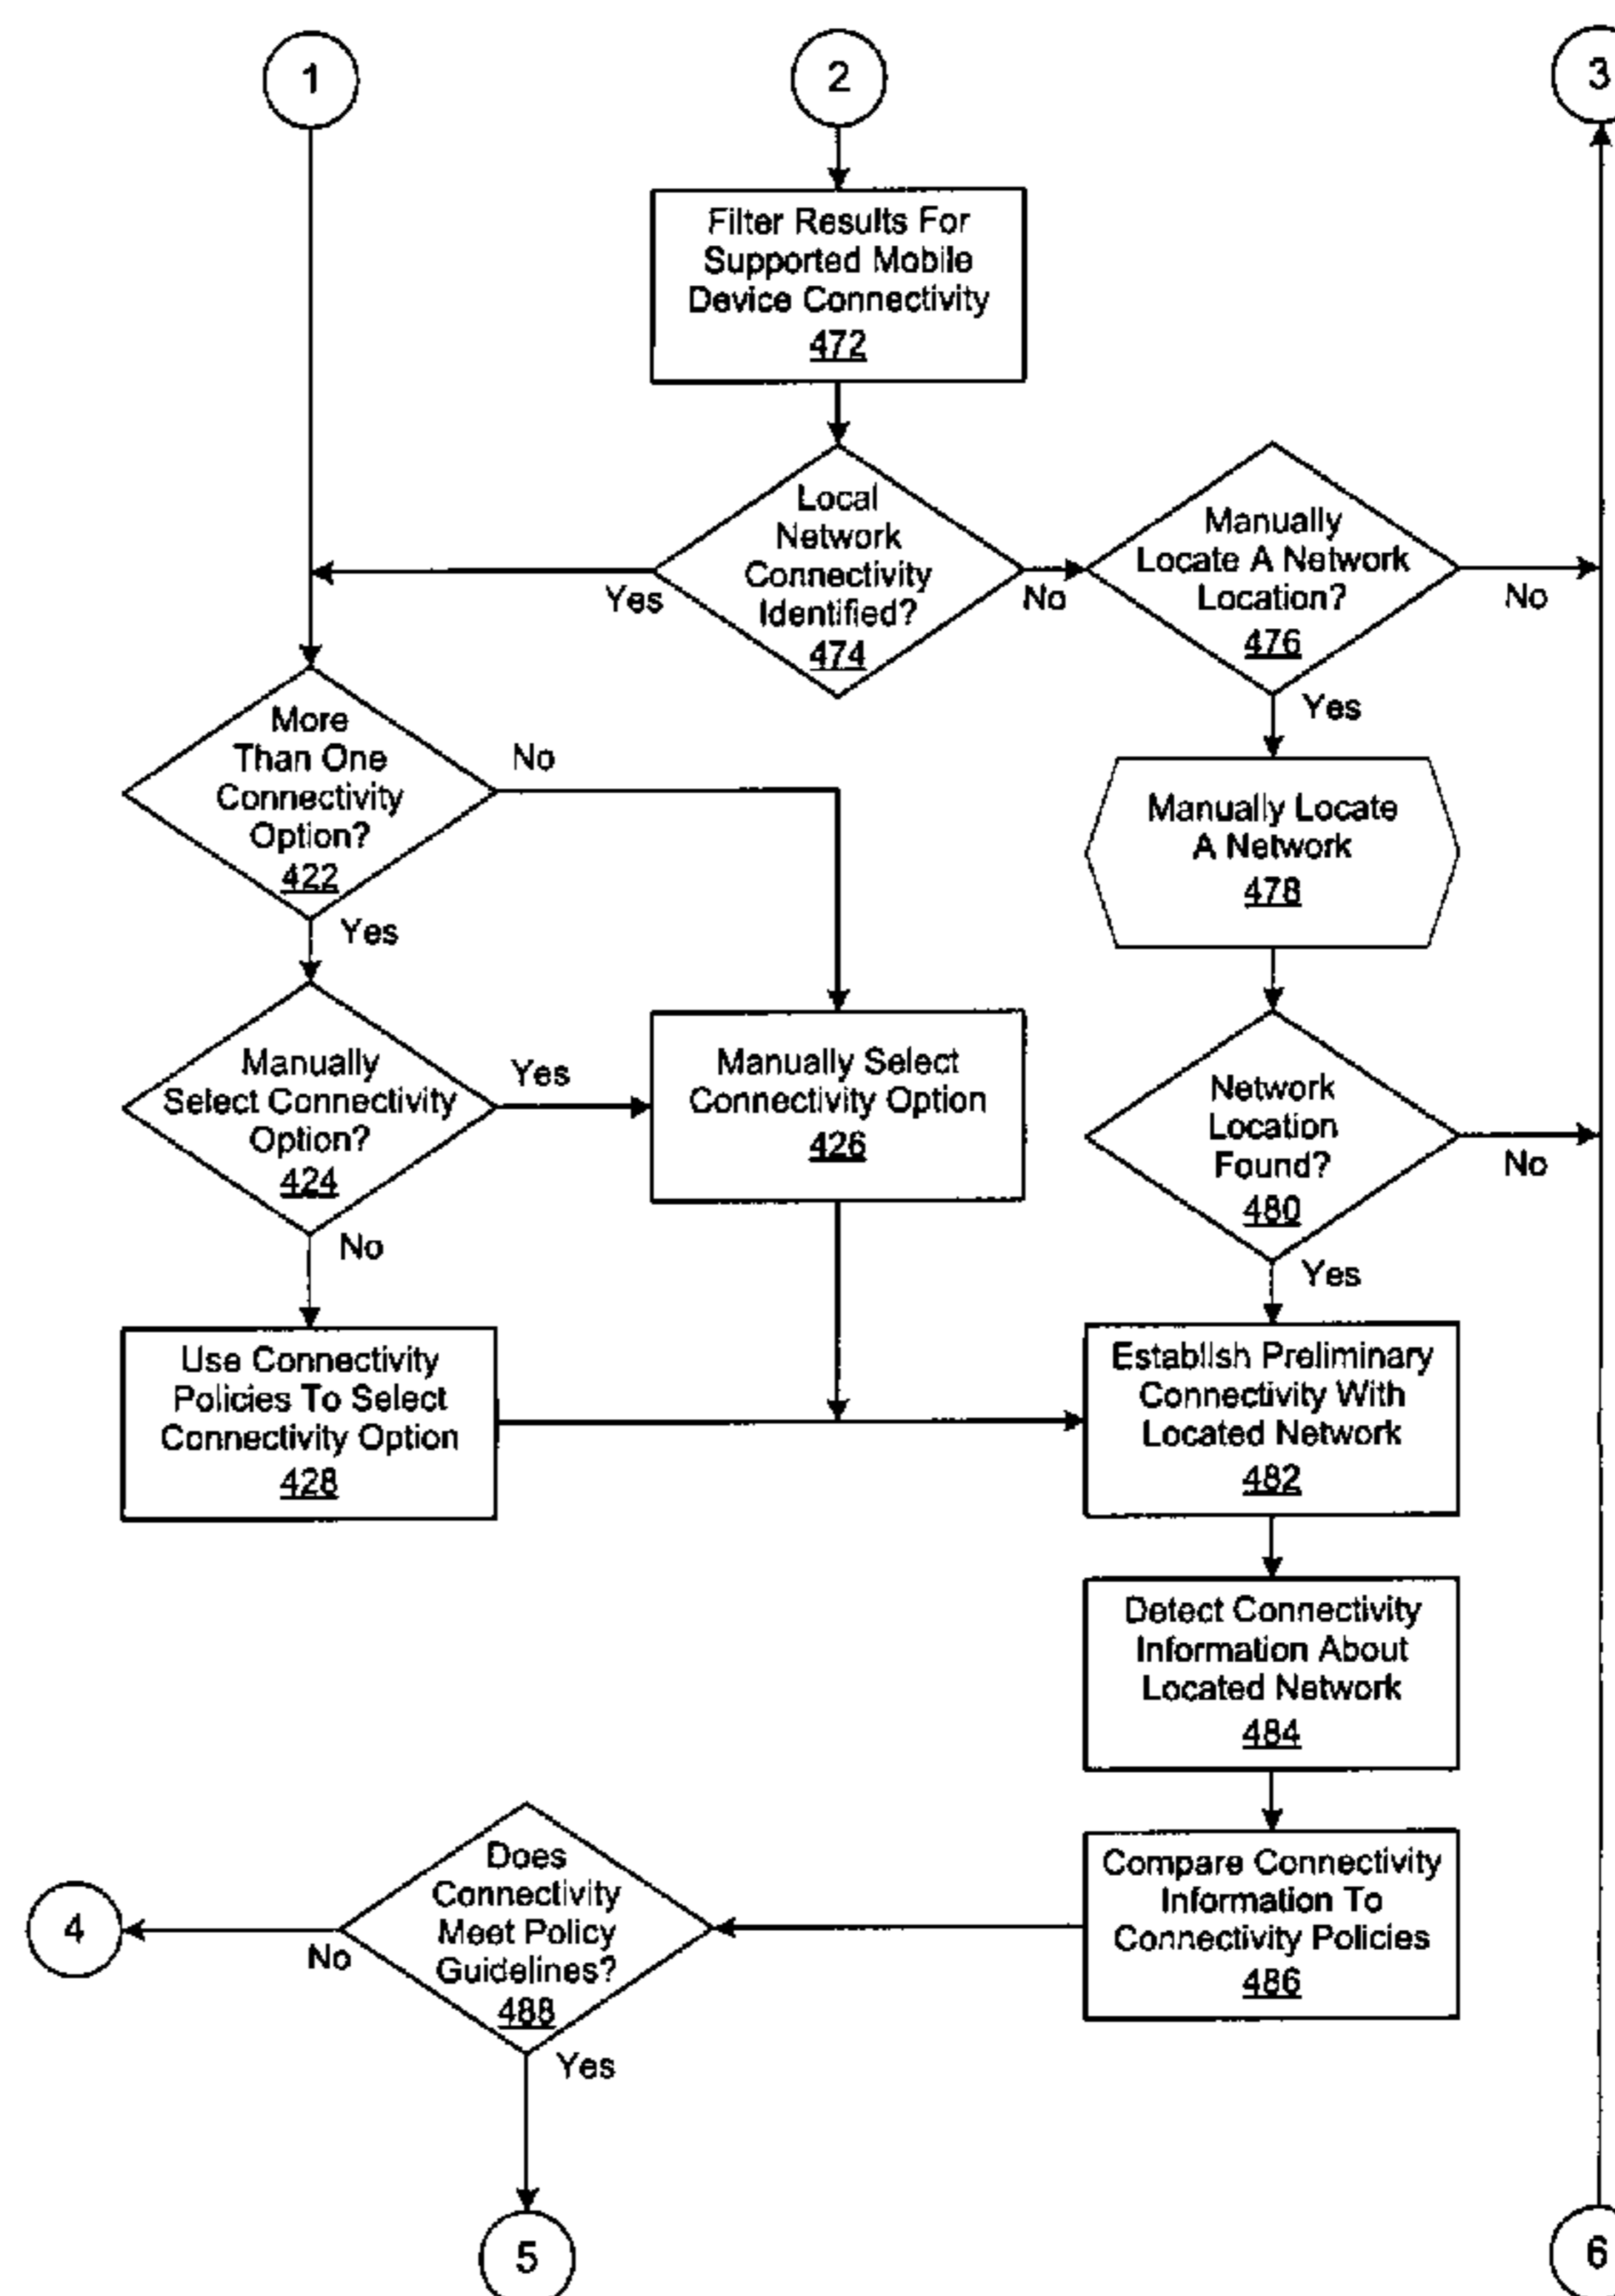 1
2
3
Filter Results For
Supported Mobile
Device Connectivity
472
Local
Network
Connectivity
Identified?
474
Yes
No
Manually
Locate A Network
Location?
476
No
Yes
More
Than One
Connectivity
Option?
422
No
Yes
Manually Locate
A Network
478
Manually
Select Connectivity
Option?
424
Yes
No
Manually Select
Connectivity Option
426
Network
Location
Found?
480
No
Yes
Use Connectivity
Policies To Select
Connectivity Option
428
Establish Preliminary
Connectivity With
Located Network
482
Detect Connectivity
Information About
Located Network
484
Compare Connectivity
Information To
Connectivity Policies
486
Does
Connectivity
Meet Policy
Guidelines?
488
No
Yes
4
5
6